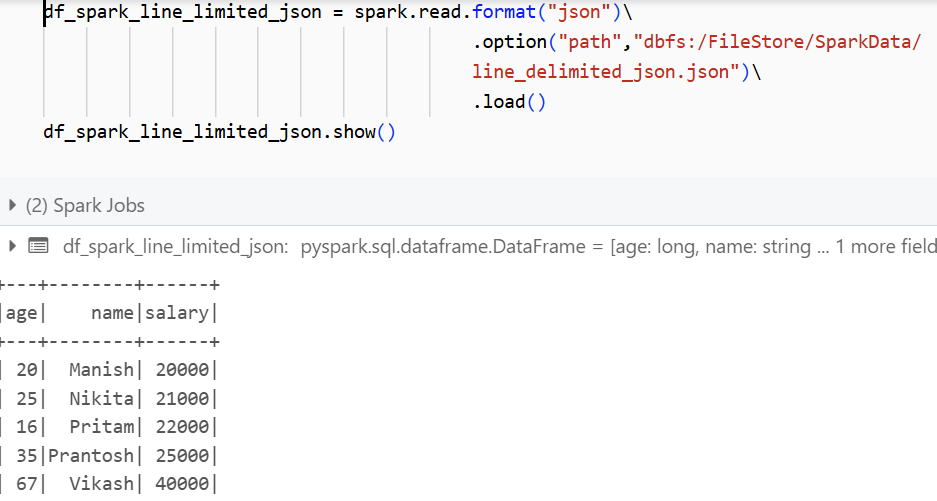 df_spark_line_limited_json = spark.read.format("json")\
.option("path","dbfs:/FileStore/SparkData/
line_delimited_json.json")\
.load()
df_spark_line_limited_json.show()
(2) Spark Jobs
df_spark_line_limited_json: pyspark.sql.dataframe.DataFrame = [age: long, name: string ... 1 more field
+---+--------+------+
|age|    name|salary|
+---+--------+------+
| 20|  Manish| 20000|
| 25|  Nikita| 21000|
| 16|  Pritam| 22000|
| 35|Prantosh| 25000|
| 67|  Vikash| 40000|